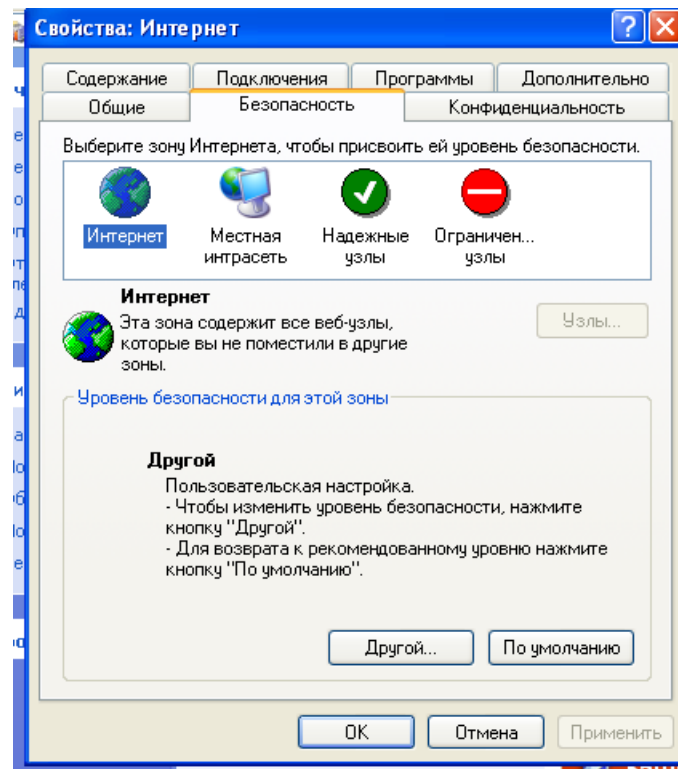 Свойства: Интернет
Содержание Подключения Программы Дополнительно
Общие Безопасность Конфиденциальность
Выберите зону Интернета, чтобы присвоить ей уровень безопасности.
Интернет Местная Надежные Ограничен...
интрасеть узлы узлы
Интернет
Эта зона содержит все веб-узлы,
которые вы не поместили в другие
зоны.
Узлы...
Уровень безопасности для этой зоны
Другой
Пользовательская настройка.
- Чтобы изменить уровень безопасности, нажмите
кнопку "Другой".
- Для возврата к рекомендованному уровню нажмите
кнопку "По умолчанию".
Другой... По умолчанию
OK Отмена Применить